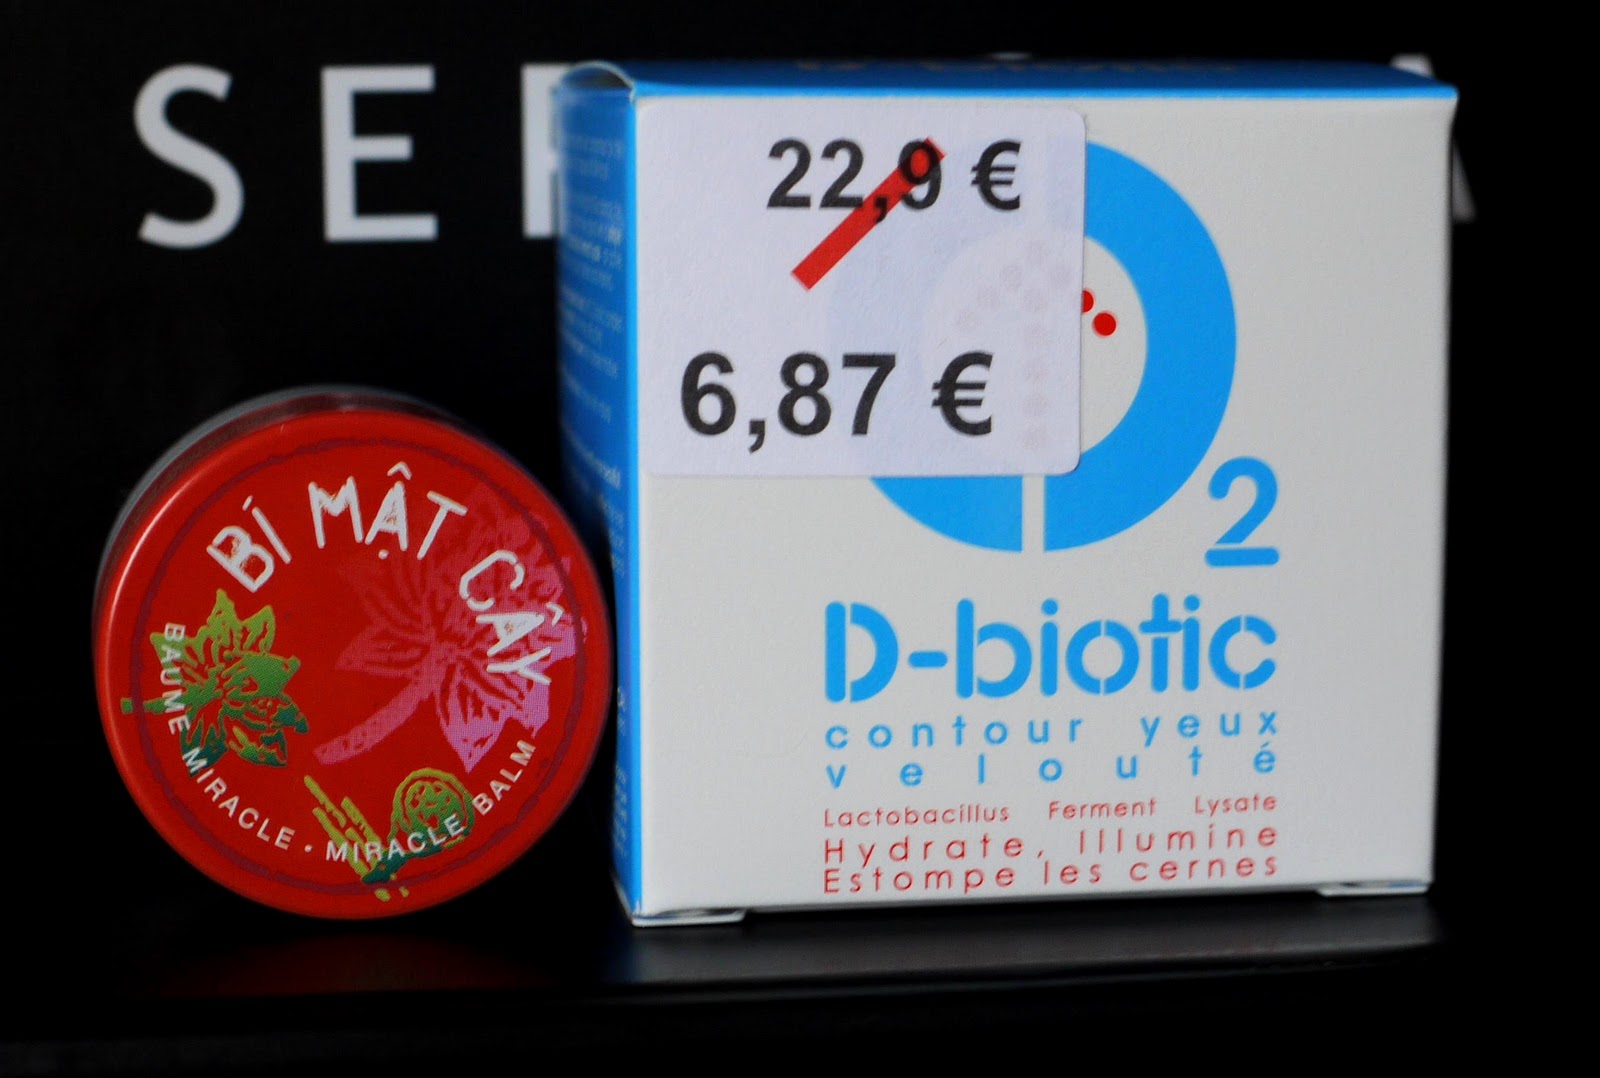 SE
22,9 €
6,87 €
2
D-biotic
contour yeux
velouté
Lactobacillus Ferment Lysate
Hydrate, Illumine
Estompe les cernes
BÍ MẬT CÂY
BAUME MIRACLE • MIRACLE BALM